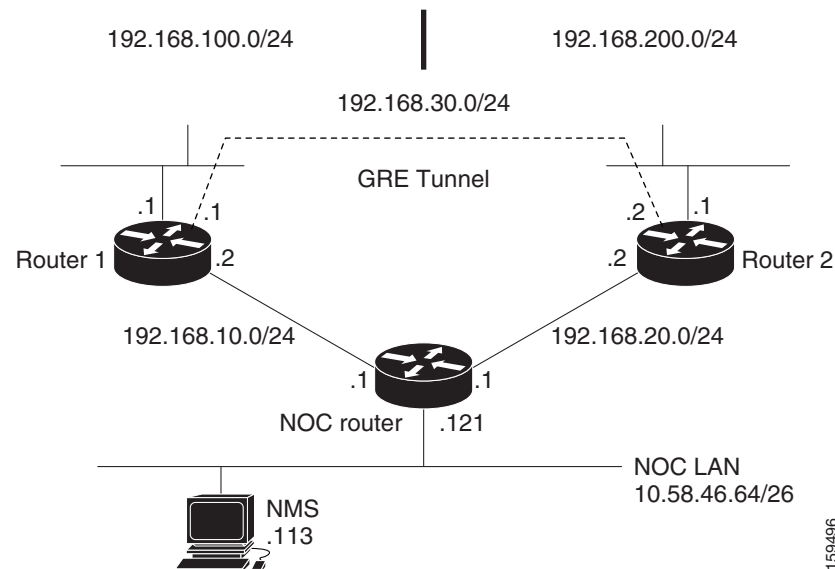 192.168.100.0/24
192.168.200.0/24
192.168.30.0/24
GRE Tunnel
.1
.1
.2
.1
Router 1
.2
.2
Router 2
192.168.10.0/24
192.168.20.0/24
.1
.1
NOC router
.121
NOC LAN
10.58.46.64/26
NMS
.113
159496